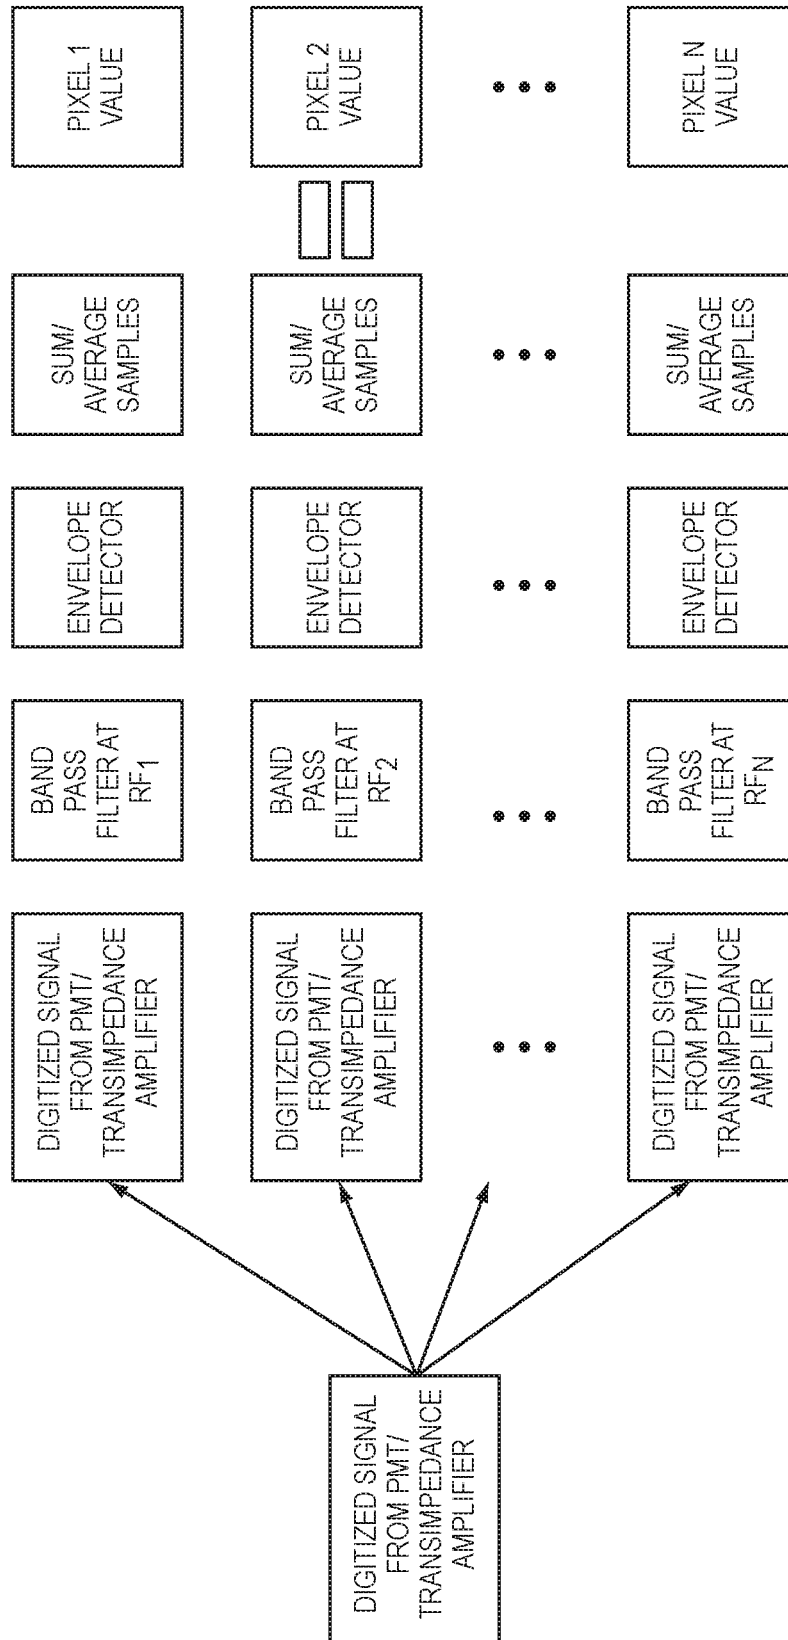 DIGITIZED SIGNAL
FROM PMT/
TRANSIMPEDANCE
AMPLIFIER
DIGITIZED SIGNAL
FROM PMT/
TRANSIMPEDANCE
AMPLIFIER
BAND
PASS
FILTER AT
RF1
ENVELOPE
DETECTOR
SUM/
AVERAGE
SAMPLES
PIXEL 1
VALUE
DIGITIZED SIGNAL
FROM PMT/
TRANSIMPEDANCE
AMPLIFIER
BAND
PASS
FILTER AT
RF2
ENVELOPE
DETECTOR
SUM/
AVERAGE
SAMPLES
PIXEL 2
VALUE
DIGITIZED SIGNAL
FROM PMT/
TRANSIMPEDANCE
AMPLIFIER
BAND
PASS
FILTER AT
RFN
ENVELOPE
DETECTOR
SUM/
AVERAGE
SAMPLES
PIXEL N
VALUE